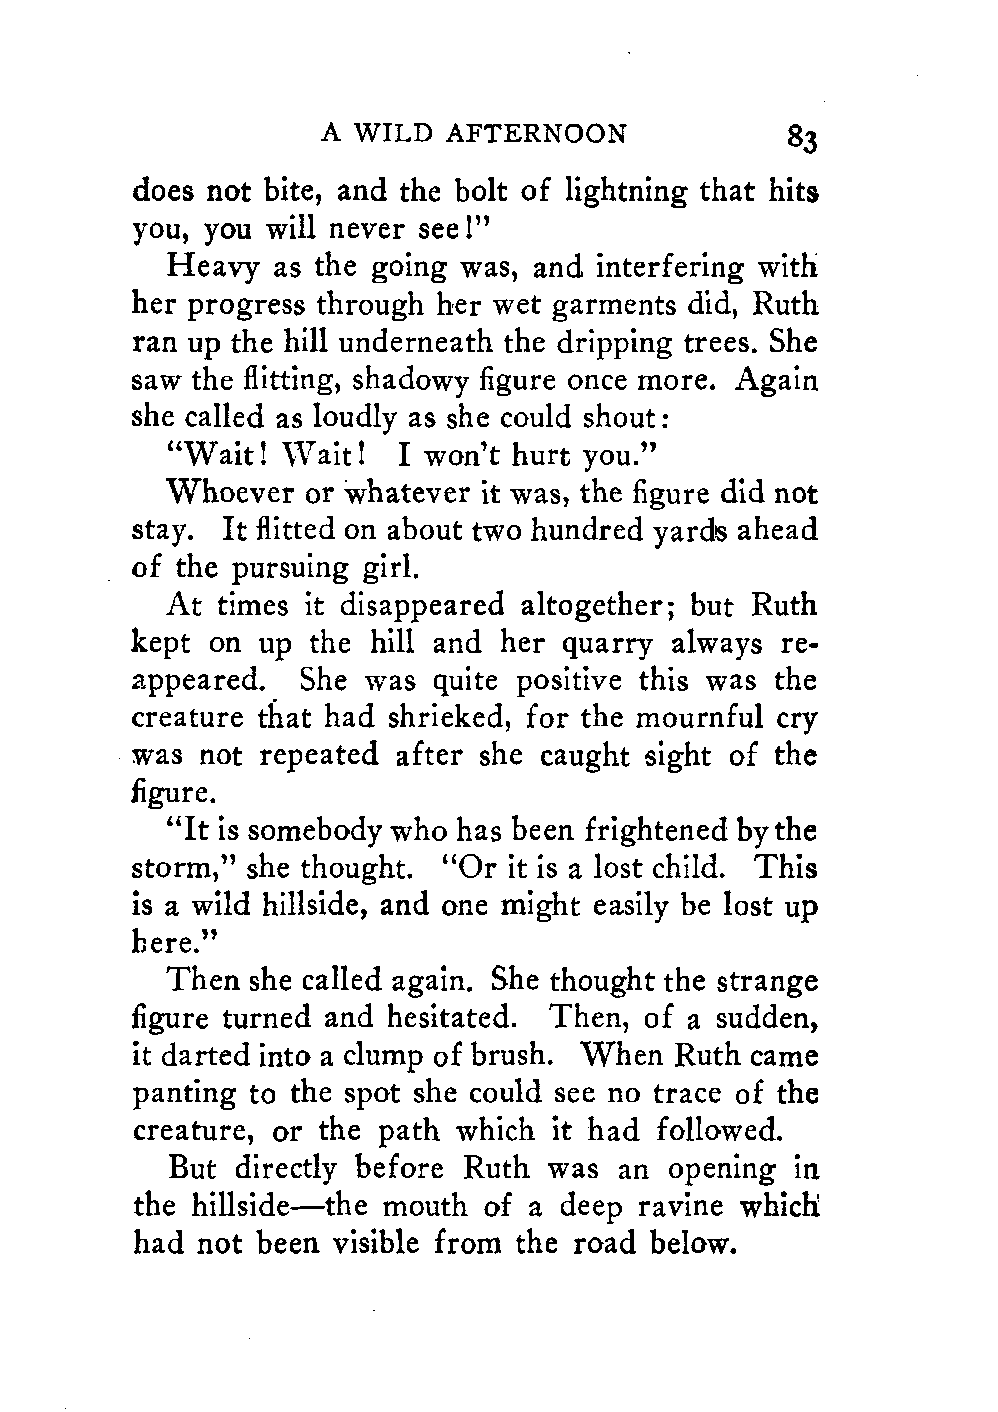 A WILD AFTERNOON 83
does not bite, and the bolt of lightning that hits
you, you will never see!"
Heavy as the going was, and interfering with
her progress through her wet garments did, Ruth
ran up the hill underneath the dripping trees. She
saw the flitting, shadowy figure once more. Again
she called as loudly as she could shout:
"Wait! Wait! I won't hurt you."
Whoever or whatever it was, the figure did not
stay. It flitted on about two hundred yards ahead
of the pursuing girl.
At times it disappeared altogether; but Ruth
kept on up the hill and her quarry always re-
appeared. She was quite positive this was the
creature that had shrieked, for the mournful cry
was not repeated after she caught sight of the
figure.
"It is somebody who has been frightened by the
storm," she thought. "Or it is a lost child. This
is a wild hillside, and one might easily be lost up
here."
Then she called again. She thought the strange
figure turned and hesitated. Then, of a sudden,
it darted into a clump of brush. When Ruth came
panting to the spot she could see no trace of the
creature, or the path which it had followed.
But directly before Ruth was an opening in
the hillside—the mouth of a deep ravine which
had not been visible from the road below.